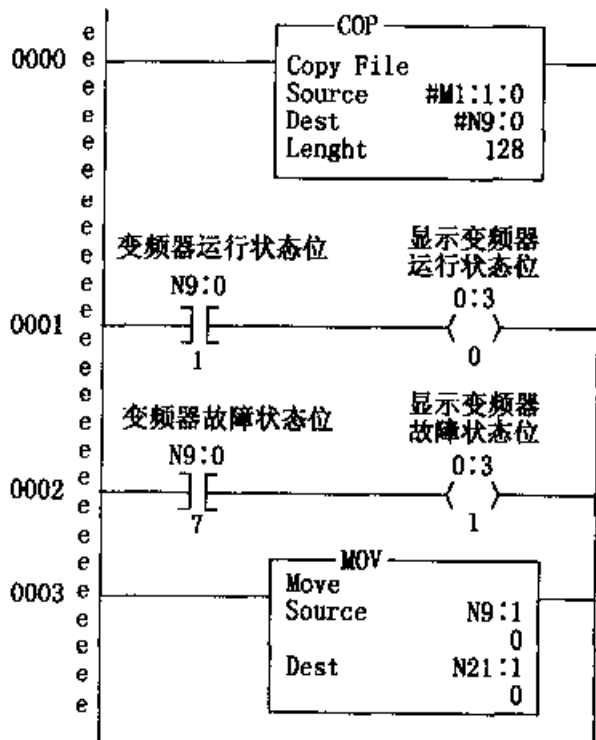 e
COP
0000 e
Copy File
e
Source #M1:1:0
e
Dest #N9:0
e
Lenght 128
e
e
e
变频器运行状态位
显示变频器
运行状态位
e
N9:0
0:3
e
e
0001 e
1
0
e
e
变频器故障状态位
显示变频器
故障状态位
e
N9:0
0:3
e
0002 e
7
1
e
e
MOV
e
Move
0003 e
Source N9:1
e
0
e
Dest N21:1
e
0
e